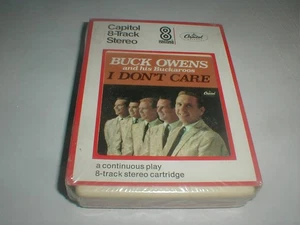 Capitol
8-Track
Stereo
8
Capitol
BUCK OWENS
and his Buckaroos
I DON'T CARE
a continuous play
8-track stereo cartridge